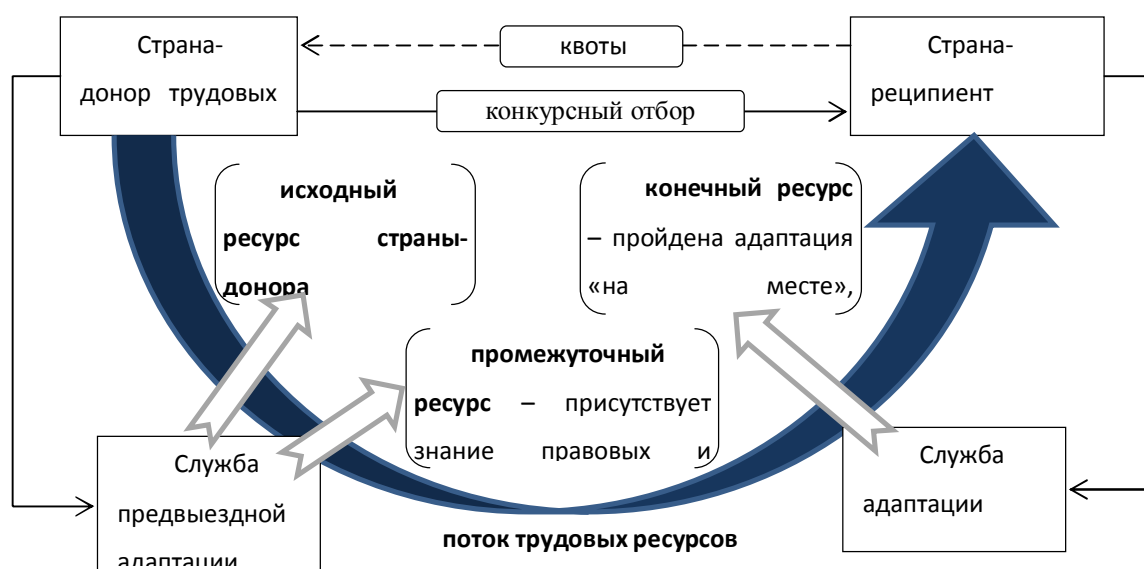 Страна-
донор трудовых
квоты
конкурсный отбор
Страна-
реципиент
исходный
ресурс страны-
донора
конечный ресурс
– пройдена адаптация
«на месте»,
промежуточный
ресурс – присутствует
знание правовых и
Служба
предвыездной
адаптации
Служба
адаптации
поток трудовых ресурсов